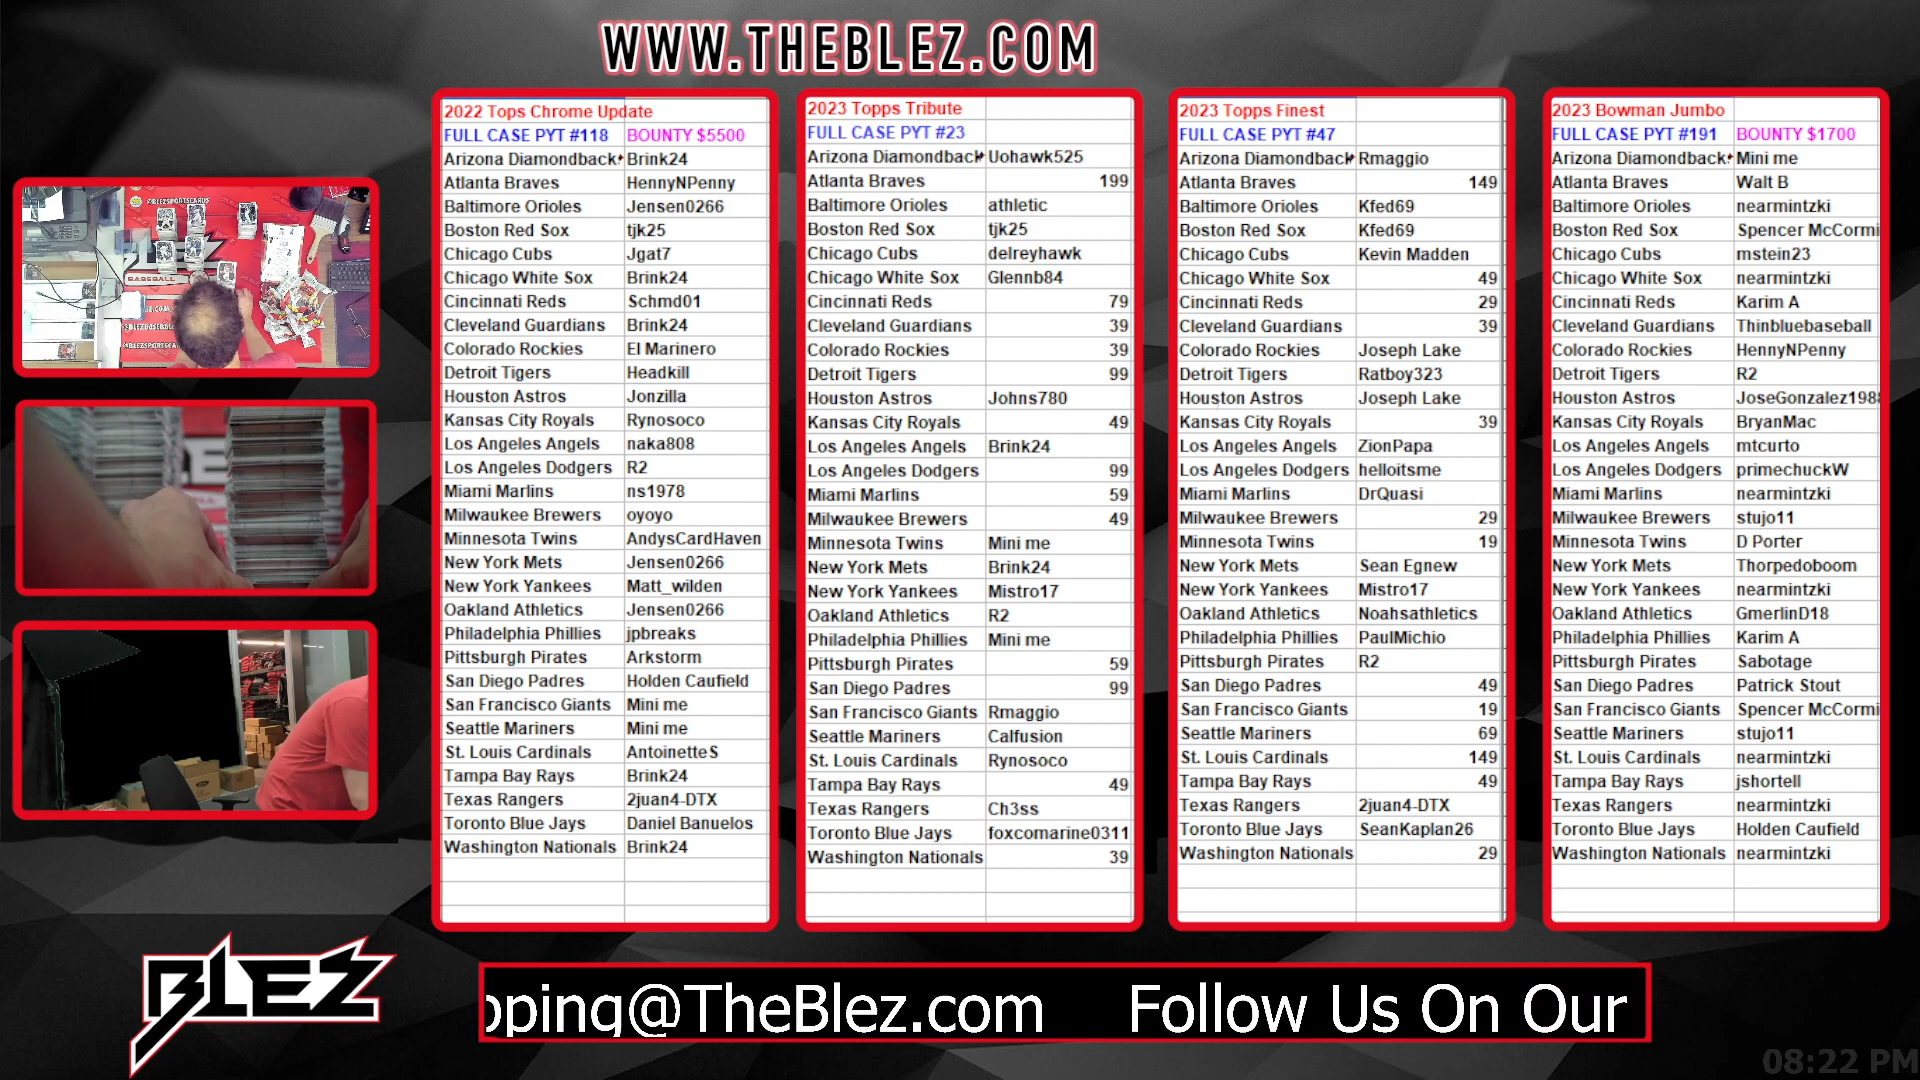 WWW.THEBLEZ.COM
2022 Tops Chrome Update
FULL CASE PYT #118 BOUNTY $5500
Arizona Diamondback Brink24
Atlanta Braves HennyNPenny
Baltimore Orioles Jensen0266
Boston Red Sox tjk25
Chicago Cubs Jgat7
Chicago White Sox Brink24
Cincinnati Reds Schmd01
Cleveland Guardians Brink24
Colorado Rockies El Marinero
Detroit Tigers Headkill
Houston Astros Jonzilla
Kansas City Royals Rynosoco
Los Angeles Angels naka808
Los Angeles Dodgers R2
Miami Marlins ns1978
Milwaukee Brewers oyoyo
Minnesota Twins AndysCardHaven
New York Mets Jensen0266
New York Yankees Matt_wilden
Oakland Athletics Jensen0266
Philadelphia Phillies jpbreaks
Pittsburgh Pirates Arkstorm
San Diego Padres Holden Caufield
San Francisco Giants Mini me
Seattle Mariners Mini me
St. Louis Cardinals AntoinetteS
Tampa Bay Rays Brink24
Texas Rangers 2juan4-DTX
Toronto Blue Jays Daniel Banuelos
Washington Nationals Brink24
2023 Topps Tribute
FULL CASE PYT #23
Arizona Diamondback Uohawk525
Atlanta Braves 199
Baltimore Orioles athletic
Boston Red Sox tjk25
Chicago Cubs delreyhawk
Chicago White Sox Glennb84
Cincinnati Reds 79
Cleveland Guardians 39
Colorado Rockies 39
Detroit Tigers 99
Houston Astros Johns780
Kansas City Royals 49
Los Angeles Angels Brink24
Los Angeles Dodgers 99
Miami Marlins 59
Milwaukee Brewers 49
Minnesota Twins Mini me
New York Mets Brink24
New York Yankees Mistro17
Oakland Athletics R2
Philadelphia Phillies Mini me
Pittsburgh Pirates 59
San Diego Padres 99
San Francisco Giants Rmaggio
Seattle Mariners Calfusion
St. Louis Cardinals Rynosoco
Tampa Bay Rays 49
Texas Rangers Ch3ss
Toronto Blue Jays foxcomarine0311
Washington Nationals 39
2023 Topps Finest
FULL CASE PYT #47
Arizona Diamondback Rmaggio
Atlanta Braves 149
Baltimore Orioles Kfed69
Boston Red Sox Kfed69
Chicago Cubs Kevin Madden
Chicago White Sox 49
Cincinnati Reds 29
Cleveland Guardians 39
Colorado Rockies Joseph Lake
Detroit Tigers Ratboy323
Houston Astros Joseph Lake
Kansas City Royals 39
Los Angeles Angels ZionPapa
Los Angeles Dodgers helloitsme
Miami Marlins DrQuasi
Milwaukee Brewers 29
Minnesota Twins 19
New York Mets Sean Egnew
New York Yankees Mistro17
Oakland Athletics Noahsathletics
Philadelphia Phillies PaulMichio
Pittsburgh Pirates R2
San Diego Padres 49
San Francisco Giants 19
Seattle Mariners 69
St. Louis Cardinals 149
Tampa Bay Rays 49
Texas Rangers 2juan4-DTX
Toronto Blue Jays SeanKaplan26
Washington Nationals 29
2023 Bowman Jumbo
FULL CASE PYT #191 BOUNTY $1700
Arizona Diamondback Mini me
Atlanta Braves Walt B
Baltimore Orioles nearmintzki
Boston Red Sox Spencer McCormi
Chicago Cubs mstein23
Chicago White Sox nearmintzki
Cincinnati Reds Karim A
Cleveland Guardians Thinbluebaseball
Colorado Rockies HennyNPenny
Detroit Tigers R2
Houston Astros JoseGonzalez198
Kansas City Royals BryanMac
Los Angeles Angels mtcurto
Los Angeles Dodgers primechuckW
Miami Marlins nearmintzki
Milwaukee Brewers stujo11
Minnesota Twins D Porter
New York Mets Thorpedoboom
New York Yankees nearmintzki
Oakland Athletics GmerlinD18
Philadelphia Phillies Karim A
Pittsburgh Pirates Sabotage
San Diego Padres Patrick Stout
San Francisco Giants Spencer McCormi
Seattle Mariners stujo11
St. Louis Cardinals nearmintzki
Tampa Bay Rays jshortell
Texas Rangers nearmintzki
Toronto Blue Jays Holden Caufield
Washington Nationals nearmintzki
@BLEZSPORTSCARDS
BASEBALL
BLEZ
pping@TheBlez.com Follow Us On Our
08:22 PM